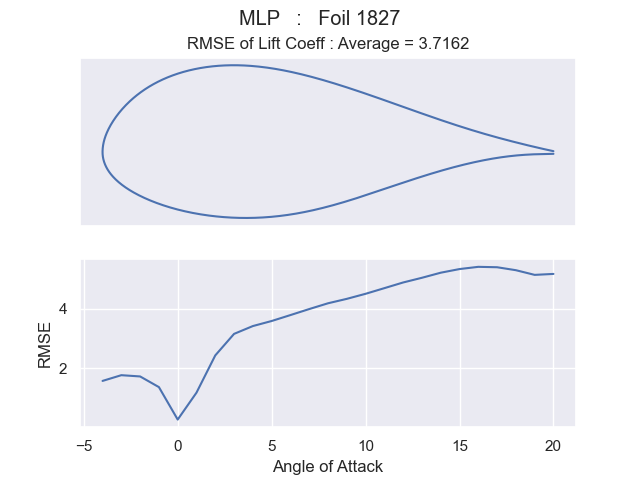 MLP : Foil 1827
RMSE of Lift Coeff : Average = 3.7162
RMSE
4
2
−5 0 5 10 15 20
Angle of Attack